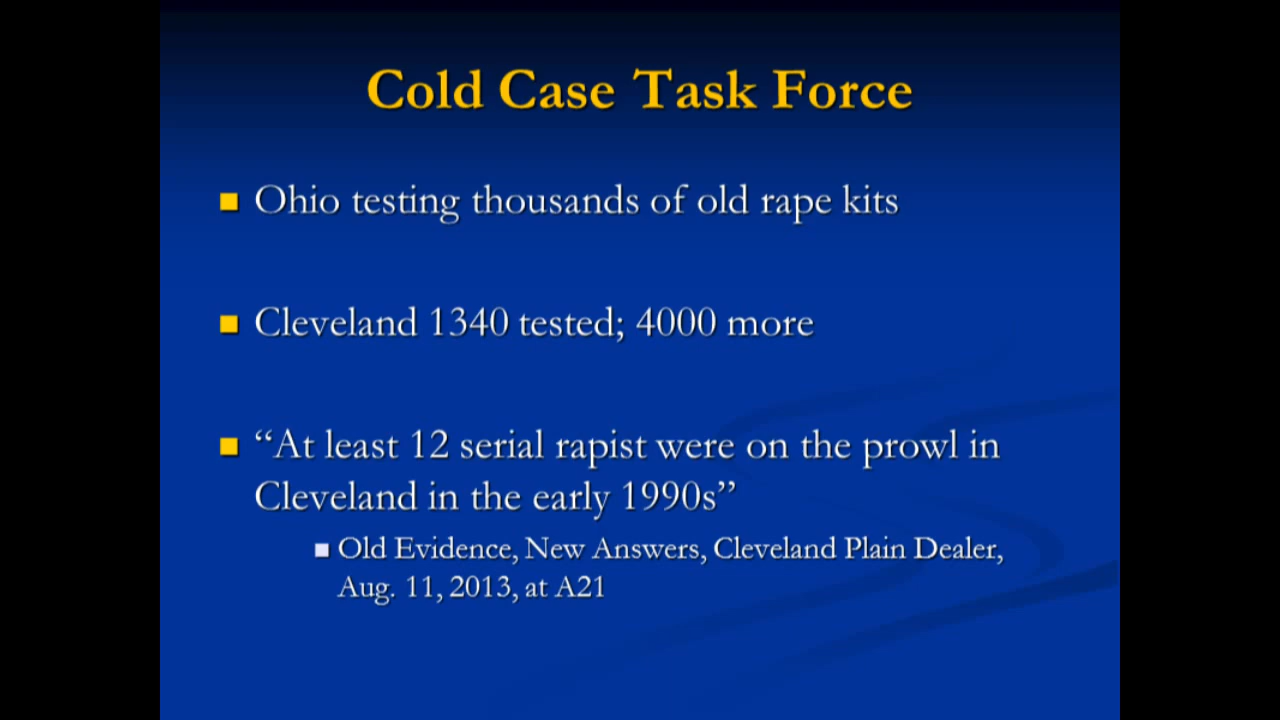 Cold Case Task Force
Ohio testing thousands of old rape kits
Cleveland 1340 tested; 4000 more
“At least 12 serial rapist were on the prowl in
Cleveland in the early 1990s”
Old Evidence, New Answers, Cleveland Plain Dealer,
Aug. 11, 2013, at A21